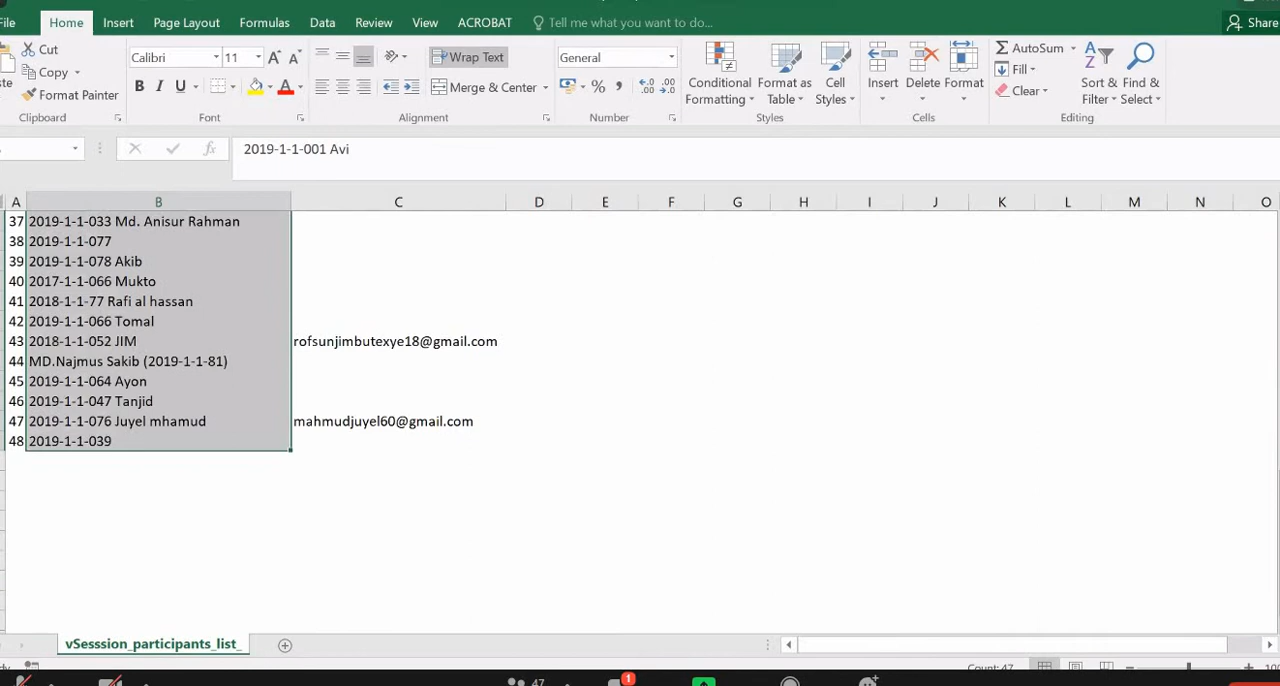 File Home Insert Page Layout Formulas Data Review View ACROBAT Tell me what you want to do... Share
Cut
Copy
Format Painter
Clipboard
Calibri 11
B I U
Font
Wrap Text
Merge & Center
Alignment
General
Number
Conditional Formatting
Format as Table
Cell Styles
Styles
Insert Delete Format
Cells
AutoSum
Fill
Clear
Sort & Filter
Find & Select
Editing
2019-1-1-001 Avi
A B C D E F G H I J K L M N O
37 2019-1-1-033 Md. Anisur Rahman
38 2019-1-1-077
39 2019-1-1-078 Akib
40 2017-1-1-066 Mukto
41 2018-1-1-77 Rafi al hassan
42 2019-1-1-066 Tomal
43 2018-1-1-052 JIM rofsunjimbutexye18@gmail.com
44 MD.Najmus Sakib (2019-1-1-81)
45 2019-1-1-064 Ayon
46 2019-1-1-047 Tanjid
47 2019-1-1-076 Juyel mhamud mahmudjuyel60@gmail.com
48 2019-1-1-039
vSesssion_participants_list_
Count: 47
47 1